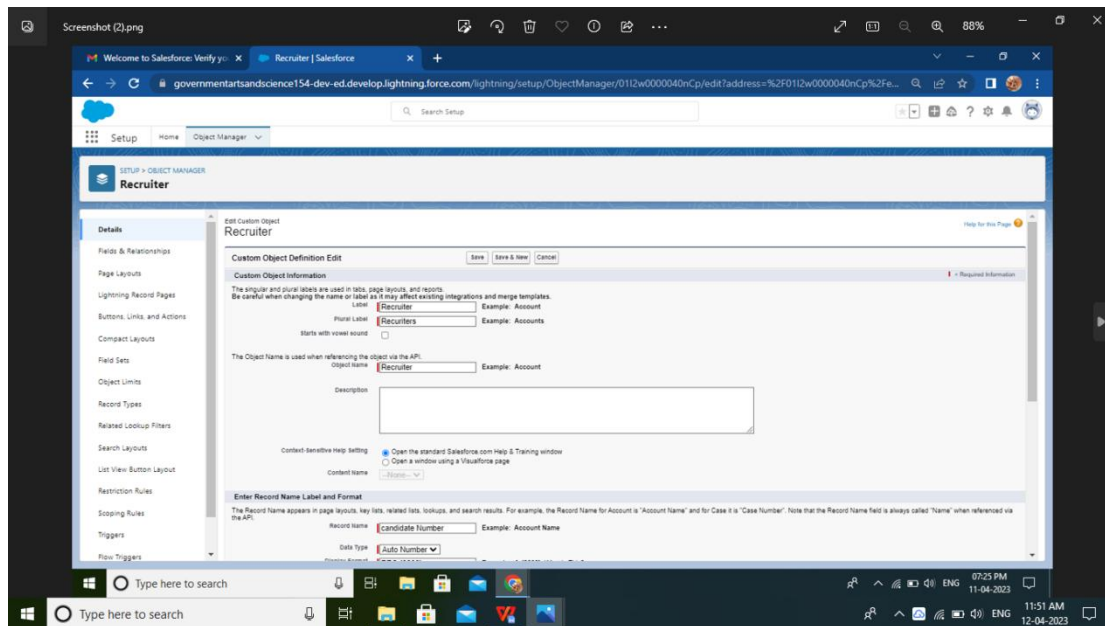 Screenshot (2).png
88%
Welcome to Salesforce: Verify yo
Recruiter | Salesforce
governmentartsandscience154-dev-ed.develop.lightning.force.com/lightning/setup/ObjectManager/01I2w0000040nCp/edit?address=%2F01I2w0000040nCp%2Fe...
Search Setup
Setup Home Object Manager
SETUP > OBJECT MANAGER
Recruiter
Details
Fields & Relationships
Page Layouts
Lightning Record Pages
Buttons, Links, and Actions
Compact Layouts
Field Sets
Object Limits
Record Types
Related Lookup Filters
Search Layouts
List View Button Layout
Restriction Rules
Scoping Rules
Triggers
Flow Triggers
Edit Custom Object
Recruiter
Help for this Page
Custom Object Definition Edit Save Save & New Cancel
Custom Object Information = Required Information
The singular and plural labels are used in tabs, page layouts, and reports.
Be careful when changing the name or label as it may affect existing integrations and merge templates.
Label Recruiter Example: Account
Plural Label Recuriters Example: Accounts
Starts with vowel sound
The Object Name is used when referencing the object via the API.
Object Name Recruiter Example: Account
Description
Context-Sensitive Help Setting Open the standard Salesforce.com Help & Training window
Open a window using a Visualforce page
Content Name --None--
Enter Record Name Label and Format
The Record Name appears in page layouts, key lists, related lists, lookups, and search results. For example, the Record Name for Account is "Account Name" and for Case it is "Case Number". Note that the Record Name field is always called "Name" when referenced via
the API.
Record Name candidate Number Example: Account Name
Data Type Auto Number
Type here to search
ENG 07:25 PM
11-04-2023
Type here to search
ENG 11:51 AM
12-04-2023